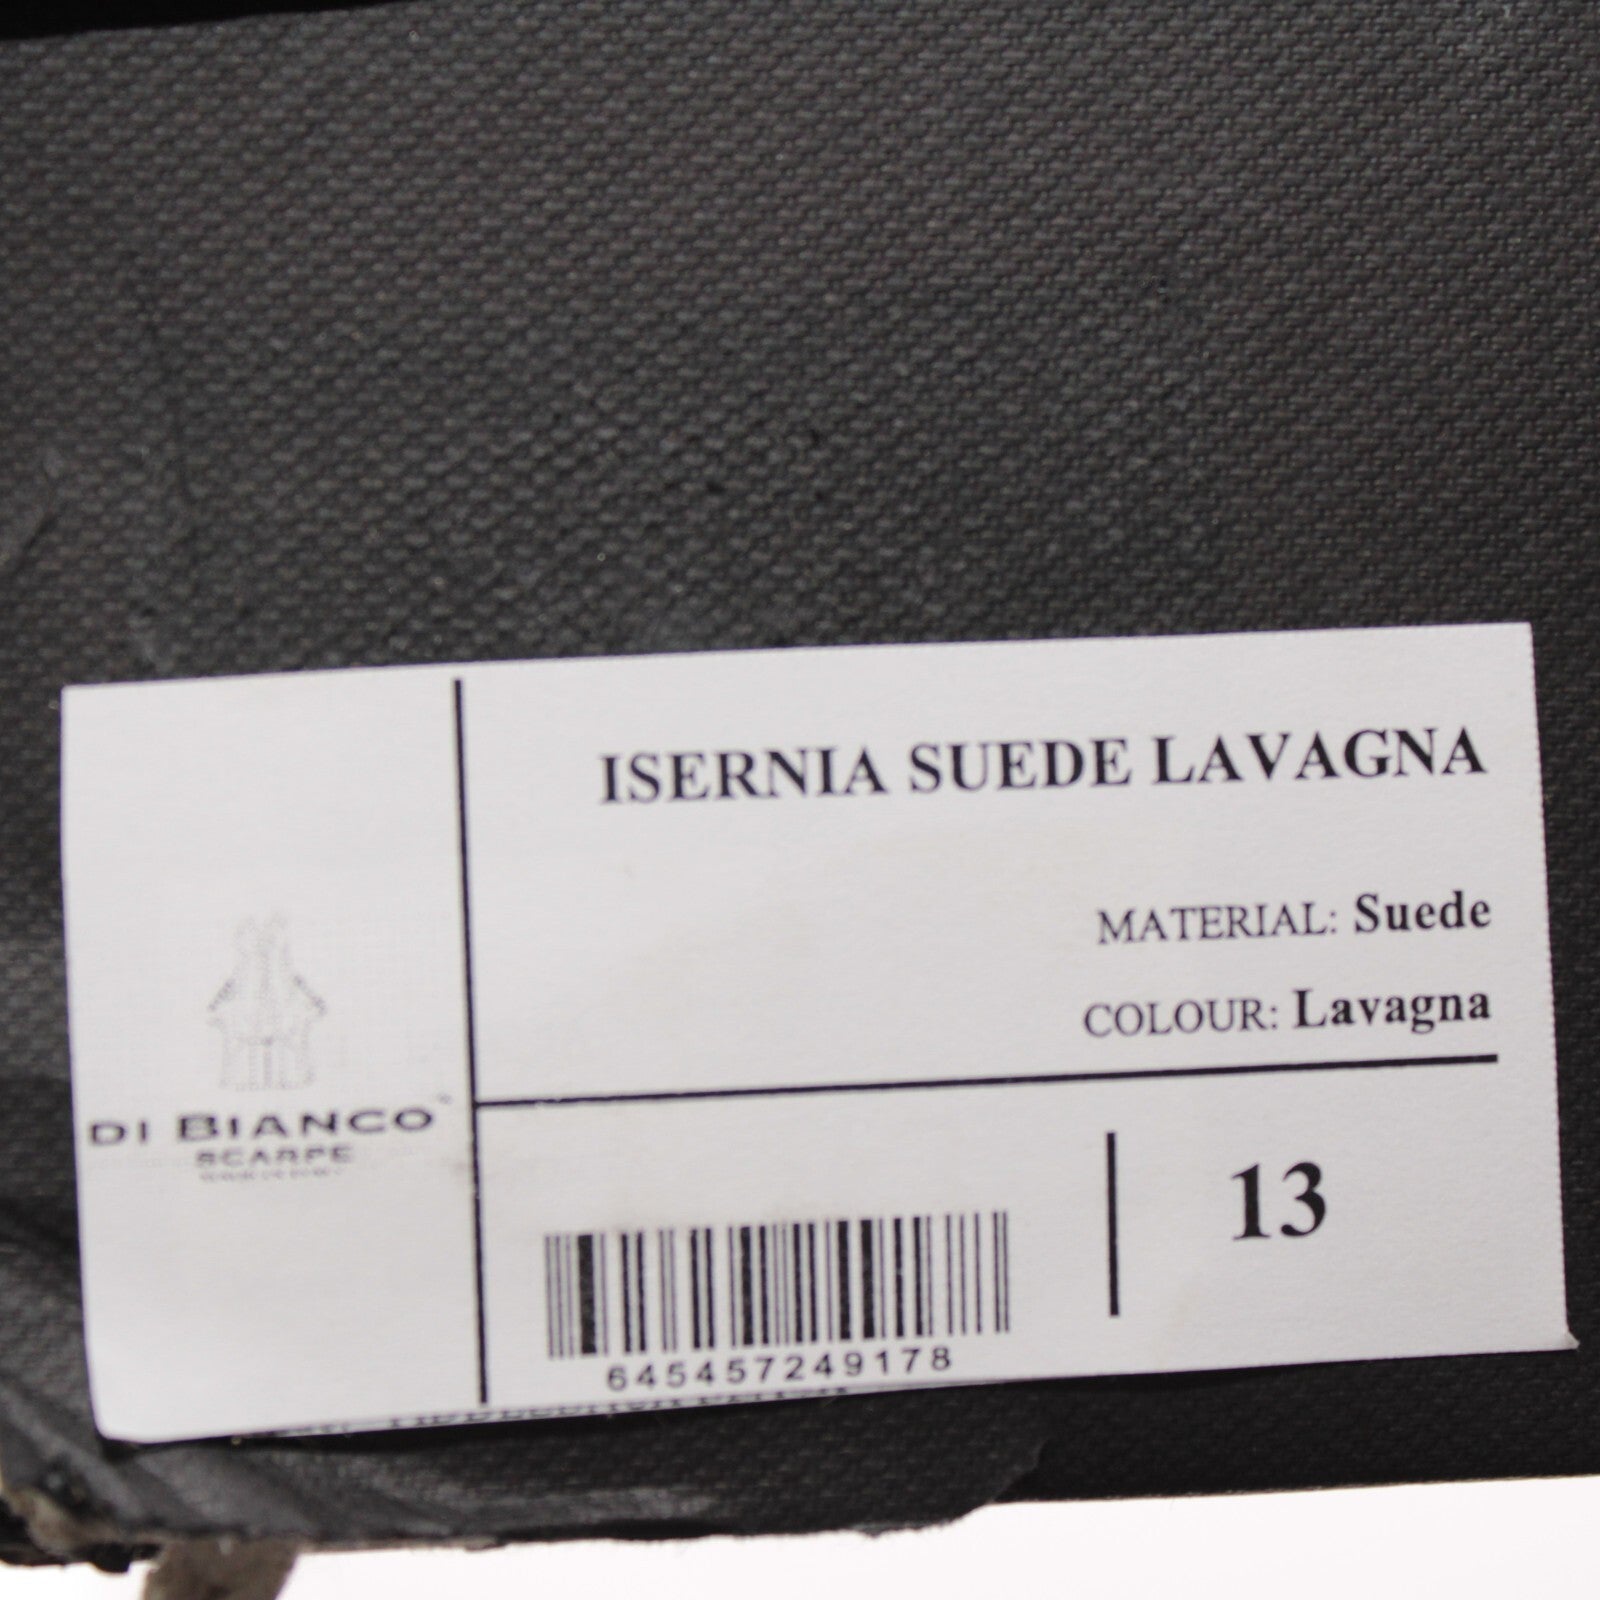 DI BIANCO
SCARPE
ISERNIA SUEDE LAVAGNA
MATERIAL: Suede
COLOUR: Lavagna
645457249178
13